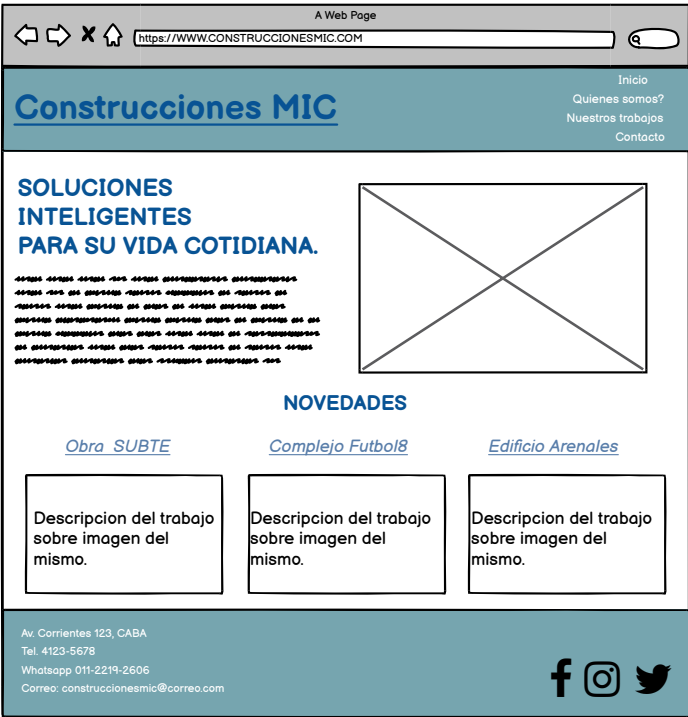 A Web Page
https://WWW.CONSTRUCCIONESMIC.COM
Construcciones MIC
Inicio
Quienes somos?
Nuestros trabajos
Contacto
SOLUCIONES
INTELIGENTES
PARA SU VIDA COTIDIANA.
NOVEDADES
Obra SUBTE
Complejo Futbol8
Edificio Arenales
Descripcion del trabajo
sobre imagen del
mismo.
Descripcion del trabajo
sobre imagen del
mismo.
Descripcion del trabajo
sobre imagen del
mismo.
Av. Corrientes 123, CABA
Tel. 4123-5678
Whatsapp 011-2219-2606
Correo: construccionesmic@correo.com